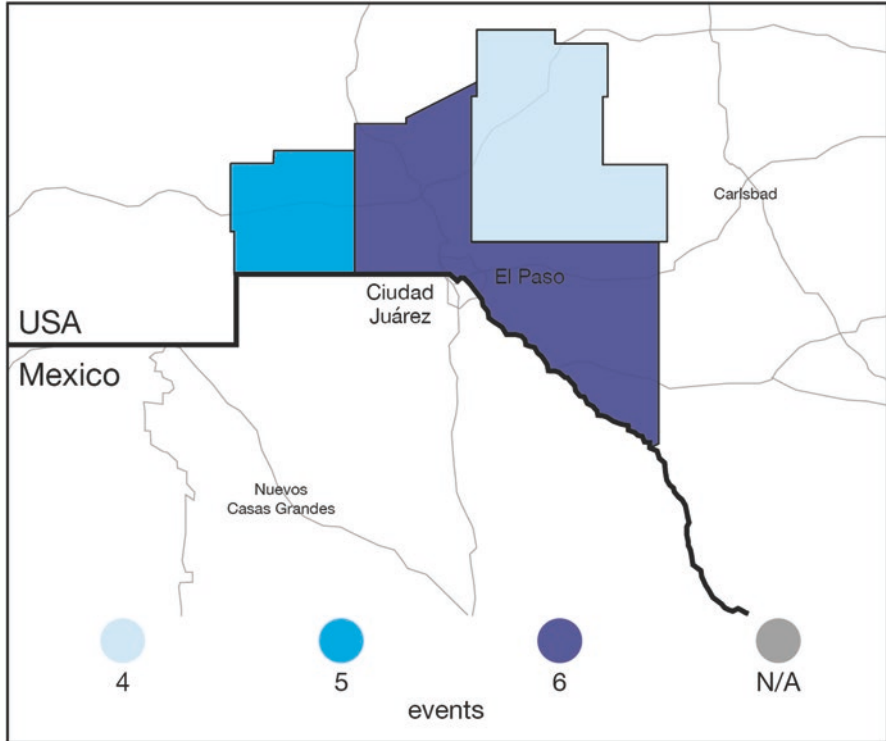 Carlsbad
El Paso
Ciudad
Juárez
USA
Mexico
Nuevos
Casas Grandes
4
5
6
N/A
events